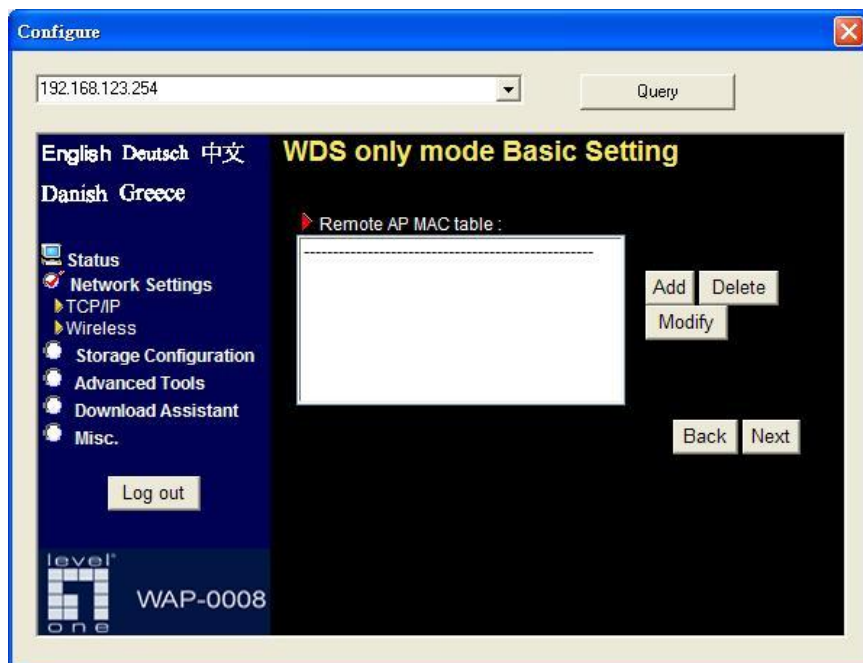 Configure
192.168.123.254
Query
English Deutsch 中文
Danish Greece
Status
Network Settings
TCP/IP
Wireless
Storage Configuration
Advanced Tools
Download Assistant
Misc.
Log out
level
one
WAP-0008
WDS only mode Basic Setting
Remote AP MAC table :
------------------------------------------------
Add Delete
Modify
Back Next